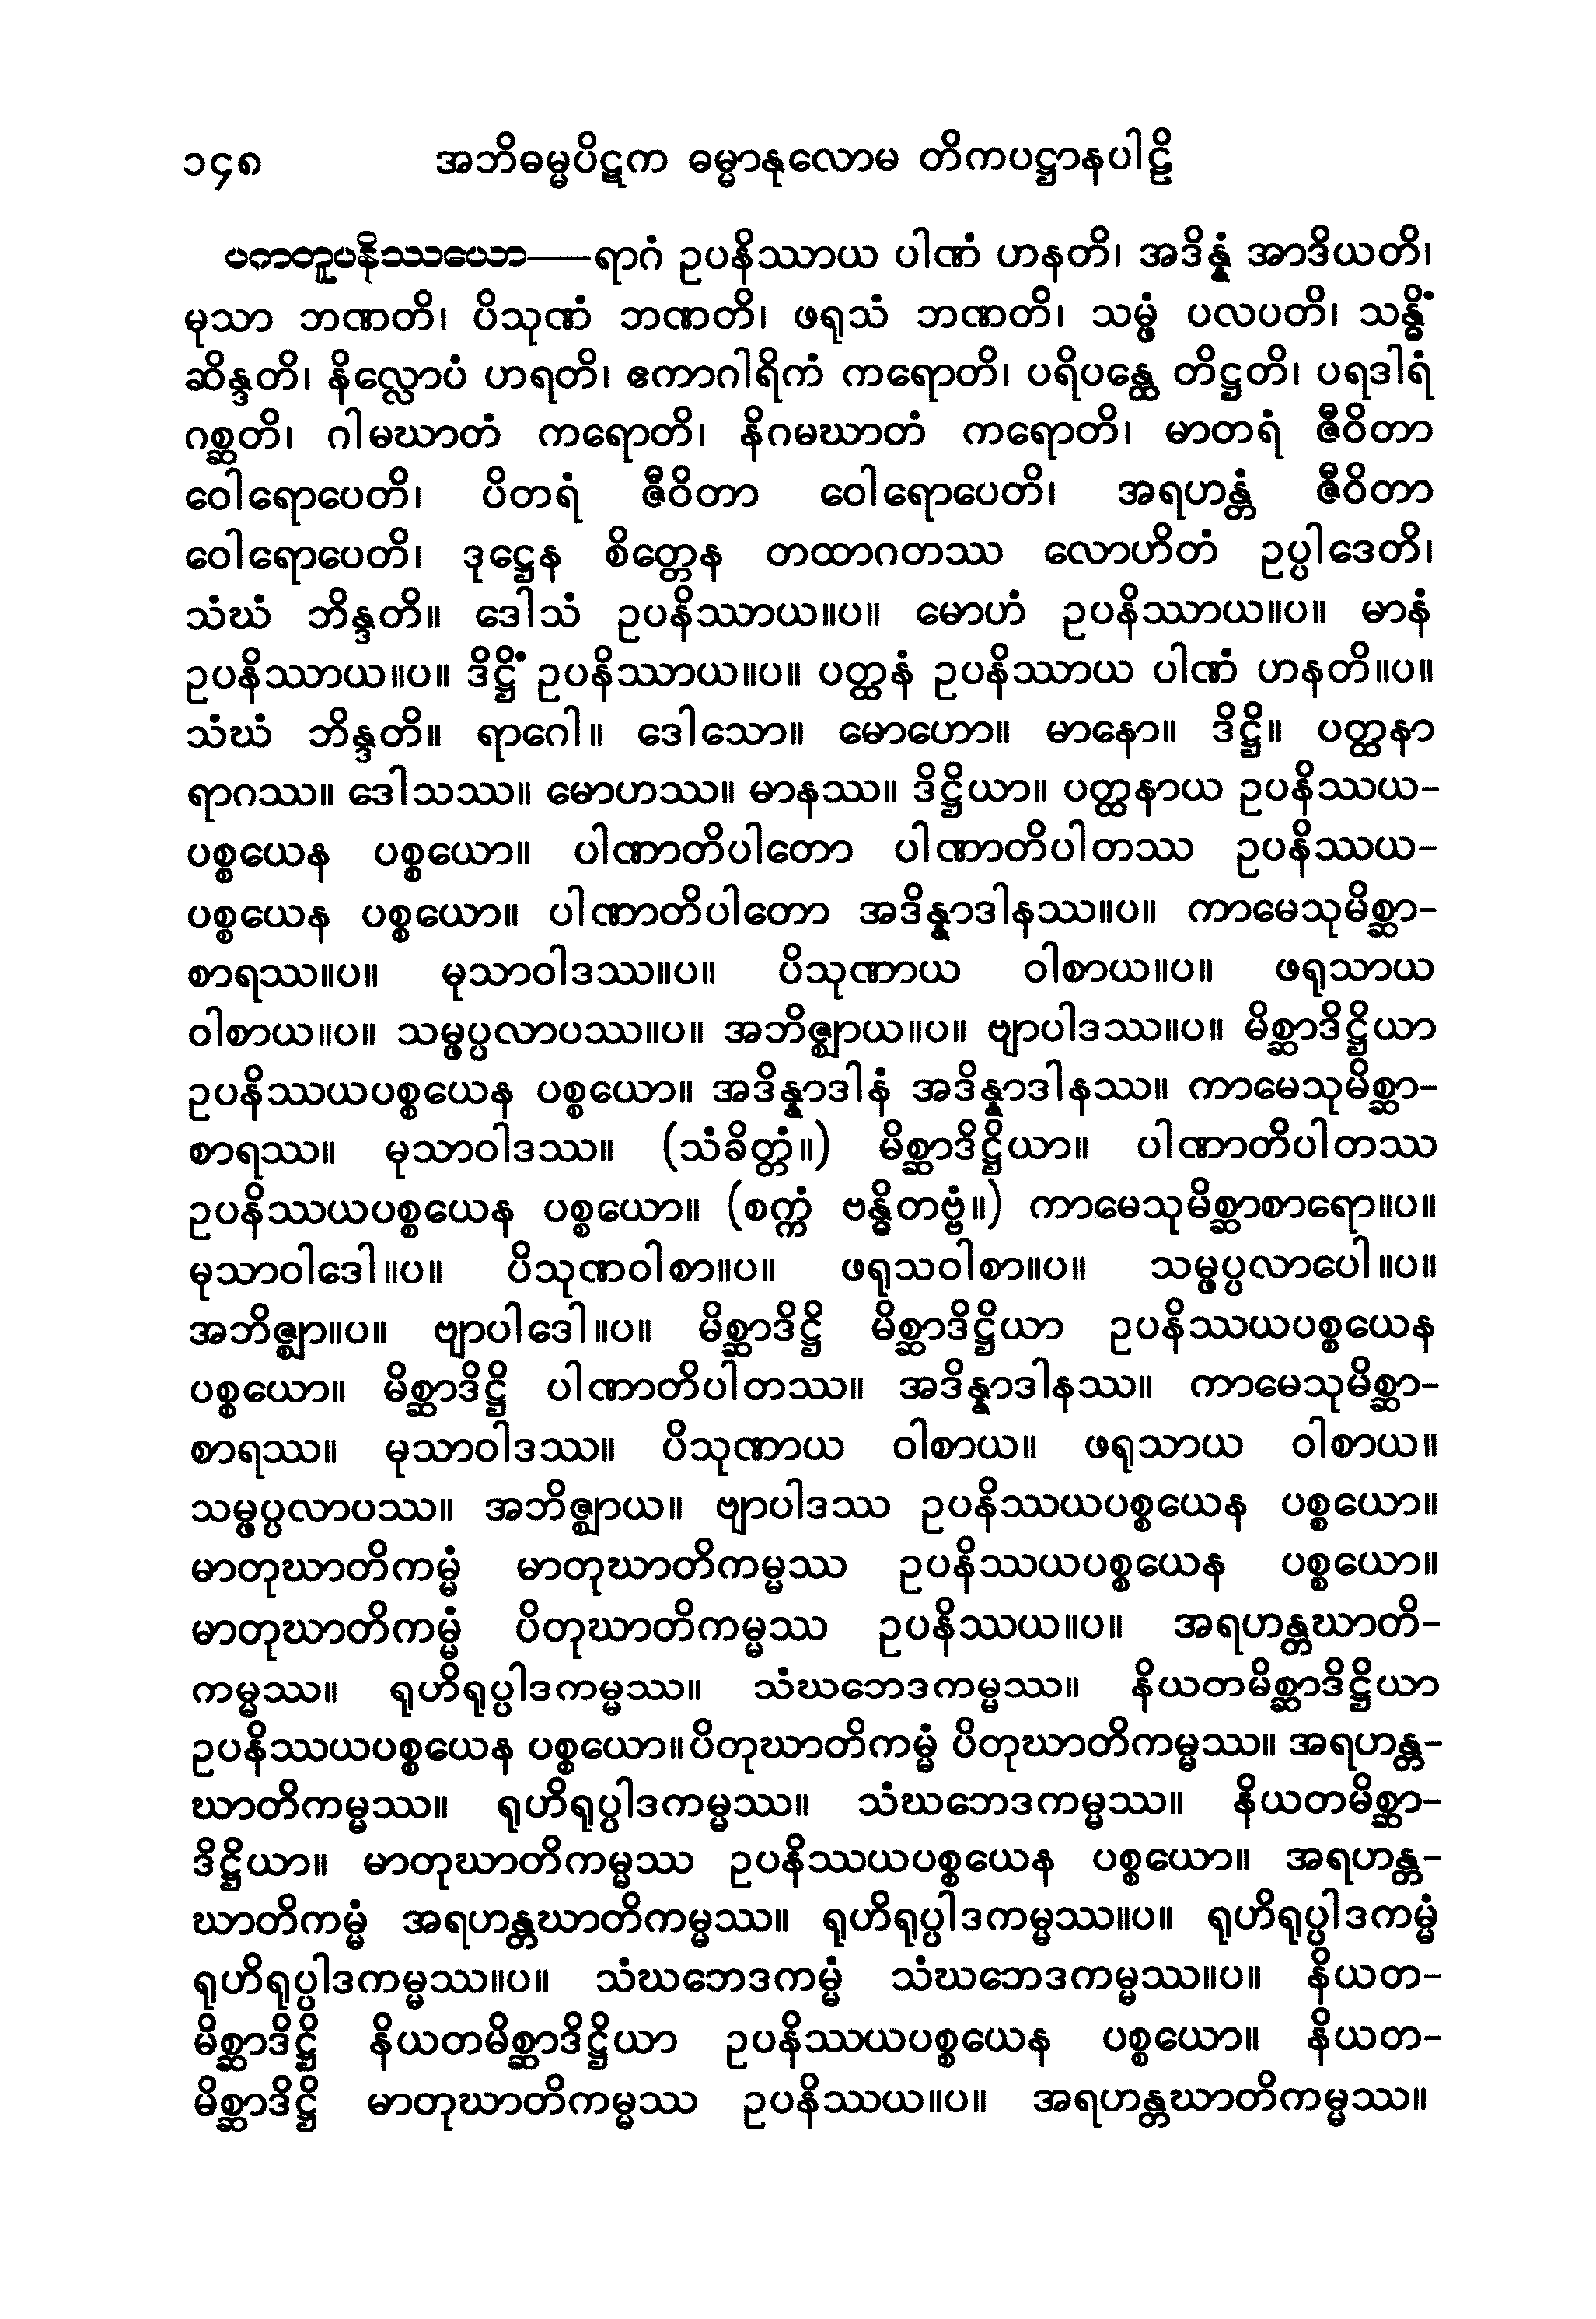 ၁၄၈ အဘိဓမ္မပိဋက ဓမ္မာနုလောမ တိကပဋ္ဌာနပါဠိ
ပကတူပနိဿယော—ရာဂံ ဥပနိဿာယ ပါဏံ ဟနတိ၊ အဒိန္နံ အာဒိယတိ၊
မုသာ ဘဏတိ၊ ပိသုဏံ ဘဏတိ၊ ဖရုသံ ဘဏတိ၊ သမ္ဖံ ပလပတိ၊ သန္ဓိံ
ဆိန္ဒတိ၊ နိလ္လောပံ ဟရတိ၊ ဧကာဂါရိကံ ကရောတိ၊ ပရိပန္ထေ တိဋ္ဌတိ၊ ပရဒါရံ
ဂစ္ဆတိ၊ ဂါမဃာတံ ကရောတိ၊ နိဂမဃာတံ ကရောတိ၊ မာတရံ ဇီဝိတာ
ဝေါရောပေတိ၊ ပိတရံ ဇီဝိတာ ဝေါရောပေတိ၊ အရဟန္တံ ဇီဝိတာ
ဝေါရောပေတိ၊ ဒုဋ္ဌေန စိတ္တေန တထာဂတဿ လောဟိတံ ဥပ္ပါဒေတိ၊
သံဃံ ဘိန္ဒတိ။ ဒေါသံ ဥပနိဿာယ။ပ။ မောဟံ ဥပနိဿာယ။ပ။ မာနံ
ဥပနိဿာယ။ပ။ ဒိဋ္ဌိံ ဥပနိဿာယ။ပ။ ပတ္ထနံ ဥပနိဿာယ ပါဏံ ဟနတိ။ပ။
သံဃံ ဘိန္ဒတိ။ ရာဂေါ။ ဒေါသော။ မောဟော။ မာနော။ ဒိဋ္ဌိ။ ပတ္ထနာ
ရာဂဿ။ ဒေါသဿ။ မောဟဿ။ မာနဿ။ ဒိဋ္ဌိယာ။ ပတ္ထနာယ ဥပနိဿယ-
ပစ္စယေန ပစ္စယော။ ပါဏာတိပါတော ပါဏာတိပါတဿ ဥပနိဿယ-
ပစ္စယေန ပစ္စယော။ ပါဏာတိပါတော အဒိန္နာဒါနဿ။ပ။ ကာမေသုမိစ္ဆာ-
စာရဿ။ပ။ မုသာဝါဒဿ။ပ။ ပိသုဏာယ ဝါစာယ။ပ။ ဖရုသာယ
ဝါစာယ။ပ။ သမ္ဖပ္ပလာပဿ။ပ။ အဘိဇ္ဈာယ။ပ။ ဗျာပါဒဿ။ပ။ မိစ္ဆာဒိဋ္ဌိယာ
ဥပနိဿယပစ္စယေန ပစ္စယော။ အဒိန္နာဒါနံ အဒိန္နာဒါနဿ။ ကာမေသုမိစ္ဆာ-
စာရဿ။ မုသာဝါဒဿ။ (သံခိတ္တံ။) မိစ္ဆာဒိဋ္ဌိယာ။ ပါဏာတိပါတဿ
ဥပနိဿယပစ္စယေန ပစ္စယော။ (စက္ကံ ဗန္ဓိတဗ္ဗံ။) ကာမေသုမိစ္ဆာစာရော။ပ။
မုသာဝါဒေါ။ပ။ ပိသုဏဝါစာ။ပ။ ဖရုသဝါစာ။ပ။ သမ္ဖပ္ပလာပေါ။ပ။
အဘိဇ္ဈာ။ပ။ ဗျာပါဒေါ။ပ။ မိစ္ဆာဒိဋ္ဌိ မိစ္ဆာဒိဋ္ဌိယာ ဥပနိဿယပစ္စယေန
ပစ္စယော။ မိစ္ဆာဒိဋ္ဌိ ပါဏာတိပါတဿ။ အဒိန္နာဒါနဿ။ ကာမေသုမိစ္ဆာ-
စာရဿ။ မုသာဝါဒဿ။ ပိသုဏာယ ဝါစာယ။ ဖရုသာယ ဝါစာယ။
သမ္ဖပ္ပလာပဿ။ အဘိဇ္ဈာယ။ ဗျာပါဒဿ ဥပနိဿယပစ္စယေန ပစ္စယော။
မာတုဃာတိကမ္မံ မာတုဃာတိကမ္မဿ ဥပနိဿယပစ္စယေန ပစ္စယော။
မာတုဃာတိကမ္မံ ပိတုဃာတိကမ္မဿ ဥပနိဿယ။ပ။ အရဟန္တဃာတိ-
ကမ္မဿ။ ရုဟိရုပ္ပါဒကမ္မဿ။ သံဃဘေဒကမ္မဿ။ နိယတမိစ္ဆာဒိဋ္ဌိယာ
ဥပနိဿယပစ္စယေန ပစ္စယော။ ပိတုဃာတိကမ္မံ ပိတုဃာတိကမ္မဿ။ အရဟန္တ-
ဃာတိကမ္မဿ။ ရုဟိရုပ္ပါဒကမ္မဿ။ သံဃဘေဒကမ္မဿ။ နိယတမိစ္ဆာ-
ဒိဋ္ဌိယာ။ မာတုဃာတိကမ္မဿ ဥပနိဿယပစ္စယေန ပစ္စယော။ အရဟန္တ-
ဃာတိကမ္မံ အရဟန္တဃာတိကမ္မဿ။ ရုဟိရုပ္ပါဒကမ္မဿ။ပ။ ရုဟိရုပ္ပါဒကမ္မံ
ရုဟိရုပ္ပါဒကမ္မဿ။ပ။ သံဃဘေဒကမ္မံ သံဃဘေဒကမ္မဿ။ပ။ နိယတ-
မိစ္ဆာဒိဋ္ဌိ နိယတမိစ္ဆာဒိဋ္ဌိယာ ဥပနိဿယပစ္စယေန ပစ္စယော။ နိယတ-
မိစ္ဆာဒိဋ္ဌိ မာတုဃာတိကမ္မဿ ဥပနိဿယ။ပ။ အရဟန္တဃာတိကမ္မဿ။